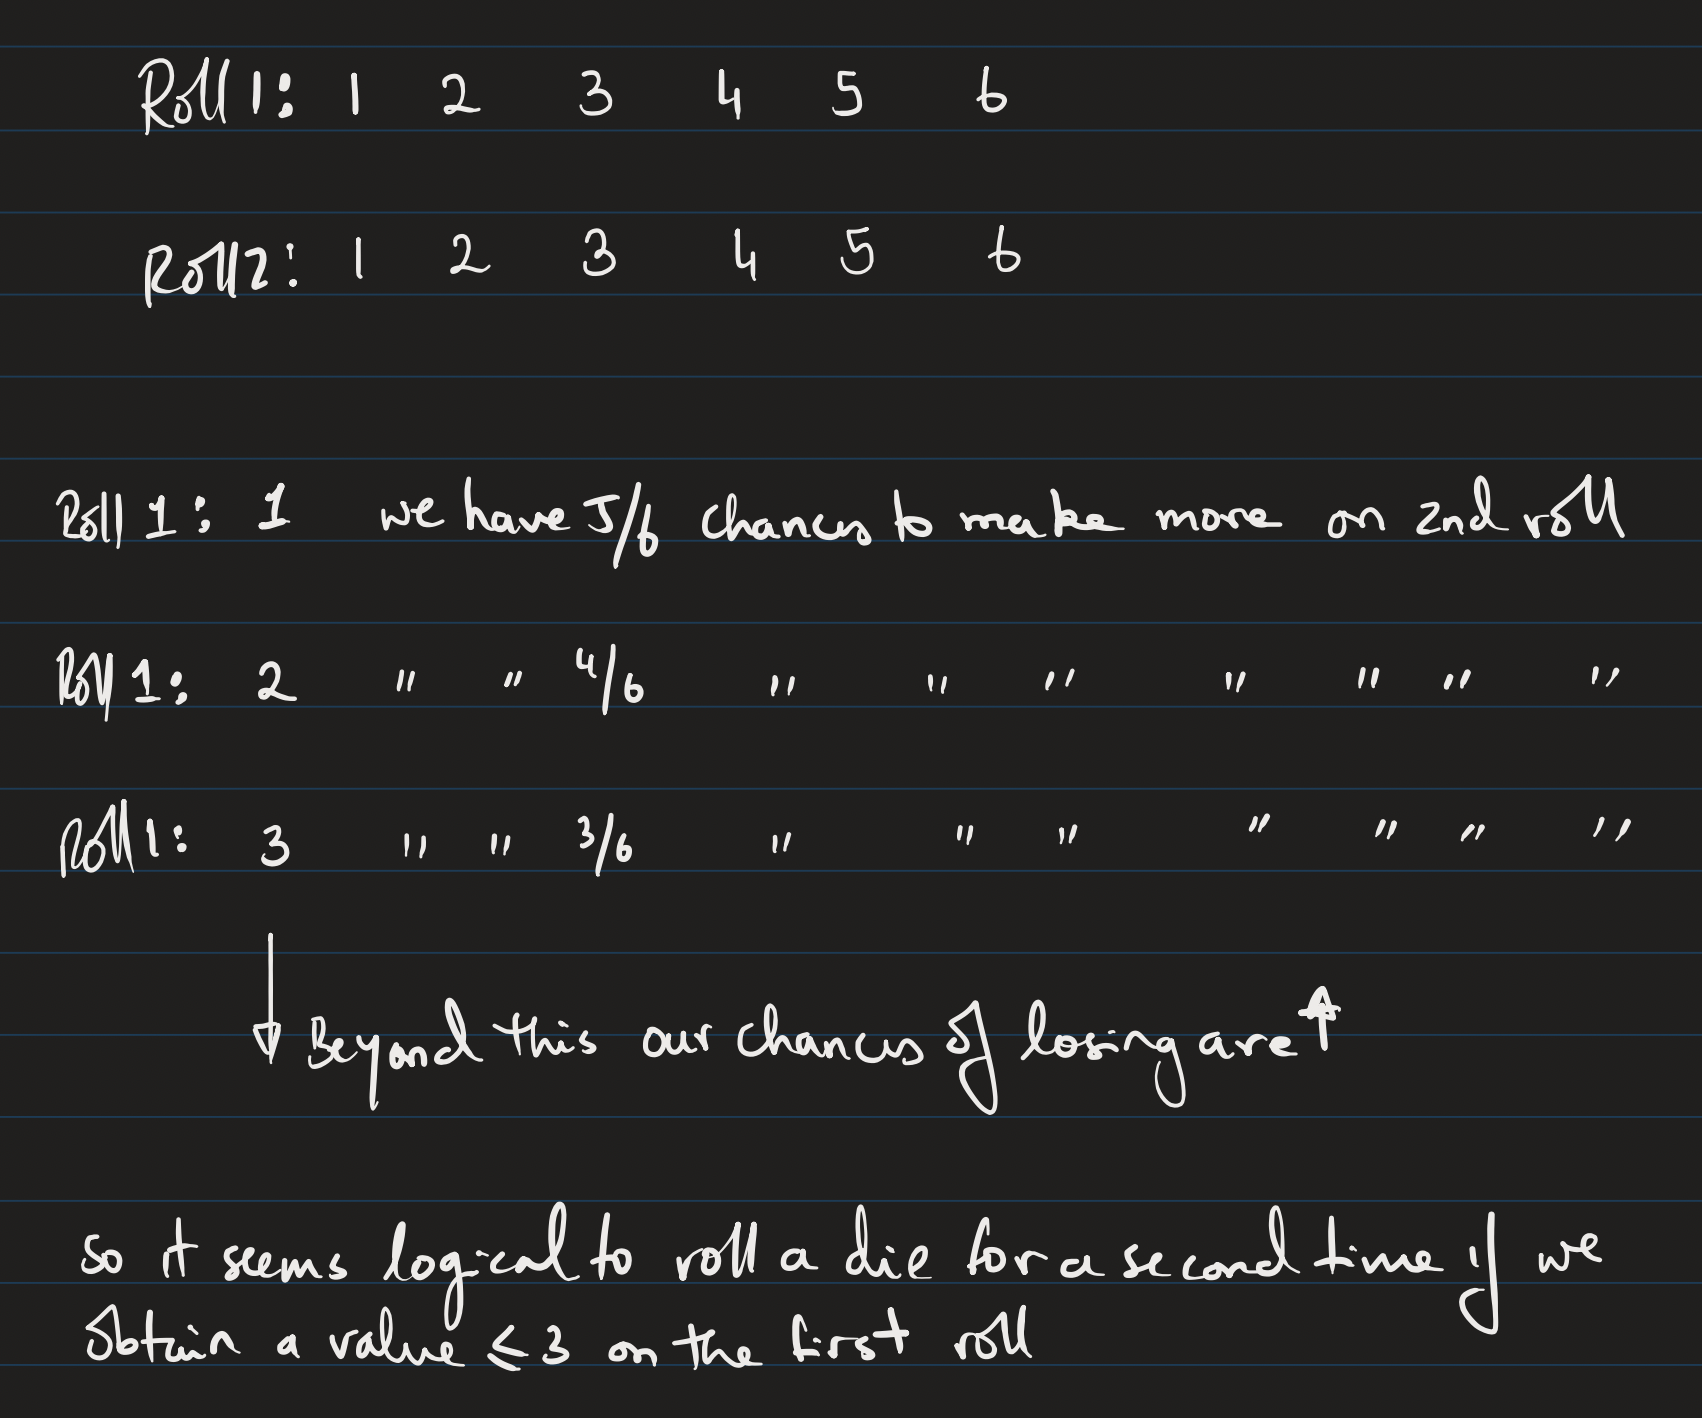 Roll 1: 1 2 3 4 5 6
Roll 2: 1 2 3 4 5 6
Roll 1: 1 we have 5/6 chances to make more on 2nd roll
Roll 1: 2 " " 4/6 " " " " " " "
Roll 1: 3 " " 3/6 " " " " " " "
↓ Beyond this our chances of losing are ↑
so it seems logical to roll a die for a second time if we
obtain a value ≤ 3 on the first roll